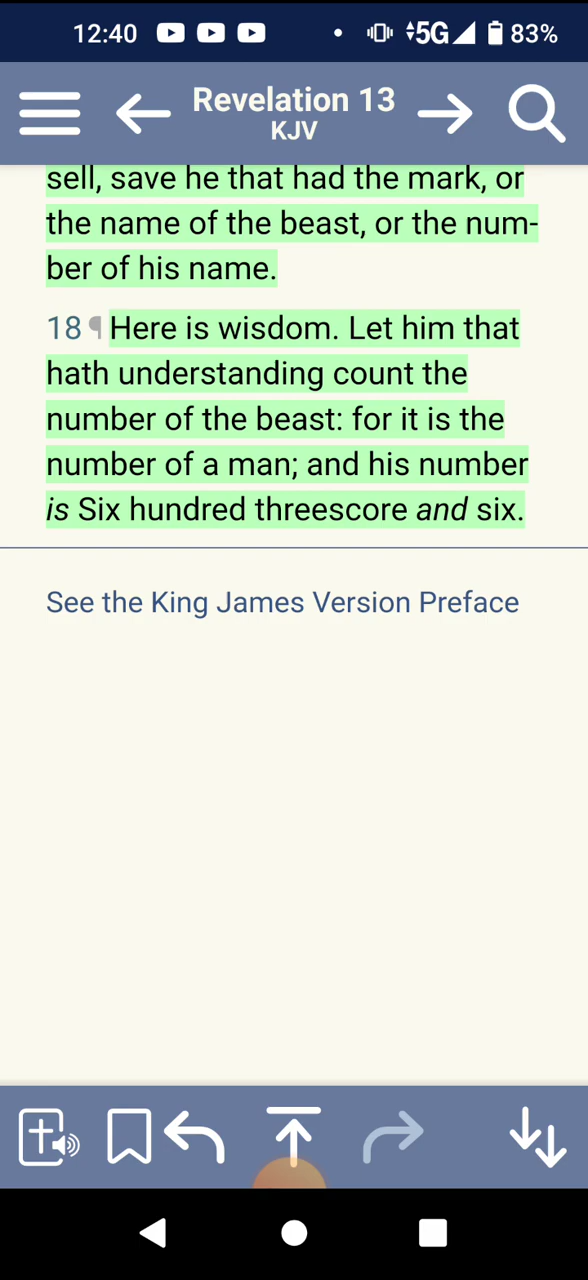 12:40 5G 83%
Revelation 13
KJV
sell, save he that had the mark, or
the name of the beast, or the num-
ber of his name.
18 ¶ Here is wisdom. Let him that
hath understanding count the
number of the beast: for it is the
number of a man; and his number
is Six hundred threescore and six.
See the King James Version Preface